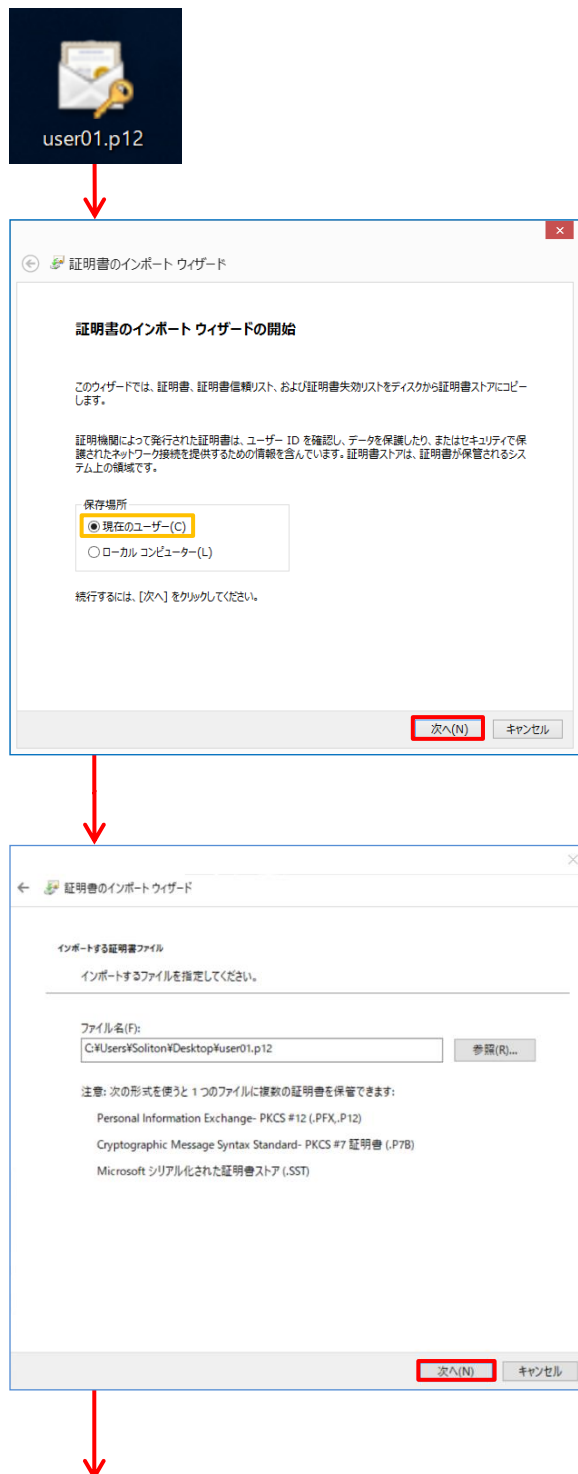 user01.p12
証明書のインポート ウィザード
証明書のインポート ウィザードの開始
このウィザードでは、証明書、証明書信頼リスト、および証明書失効リストをディスクから証明書ストアにコピー
します。
証明機関によって発行された証明書は、ユーザー ID を確認し、データを保護したり、またはセキュリティで保
護されたネットワーク接続を提供するための情報を含んでいます。証明書ストアは、証明書が保管されるシス
テム上の領域です。
保存場所
現在のユーザー(C)
ローカル コンピューター(L)
続行するには、[次へ] をクリックしてください。
次へ(N) キャンセル
証明書のインポート ウィザード
インポートする証明書ファイル
インポートするファイルを指定してください。
ファイル名(F):
C:¥Users¥Soliton¥Desktop¥user01.p12 参照(R)...
注意: 次の形式を使うと 1 つのファイルに複数の証明書を保管できます:
Personal Information Exchange- PKCS #12 (.PFX,.P12)
Cryptographic Message Syntax Standard- PKCS #7 証明書 (.P7B)
Microsoft シリアル化された証明書ストア (.SST)
次へ(N) キャンセル